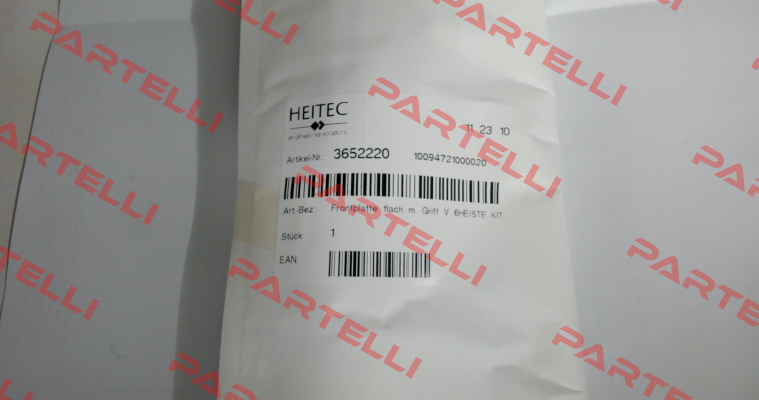 HEITEC
engineering solutions
11 23 10
Artikel-Nr.: 3652220 10094721000020
Art.-Bez.: Frontplatte flach m. Griff V 6HE/5TE KIT
Stück 1
EAN
PARTELLI
PARTELLI
PARTELLI
PARTELLI
PARTELLI
PARTELLI
PARTELLI
PARTELLI
PARTELLI
PARTELLI
PARTELLI